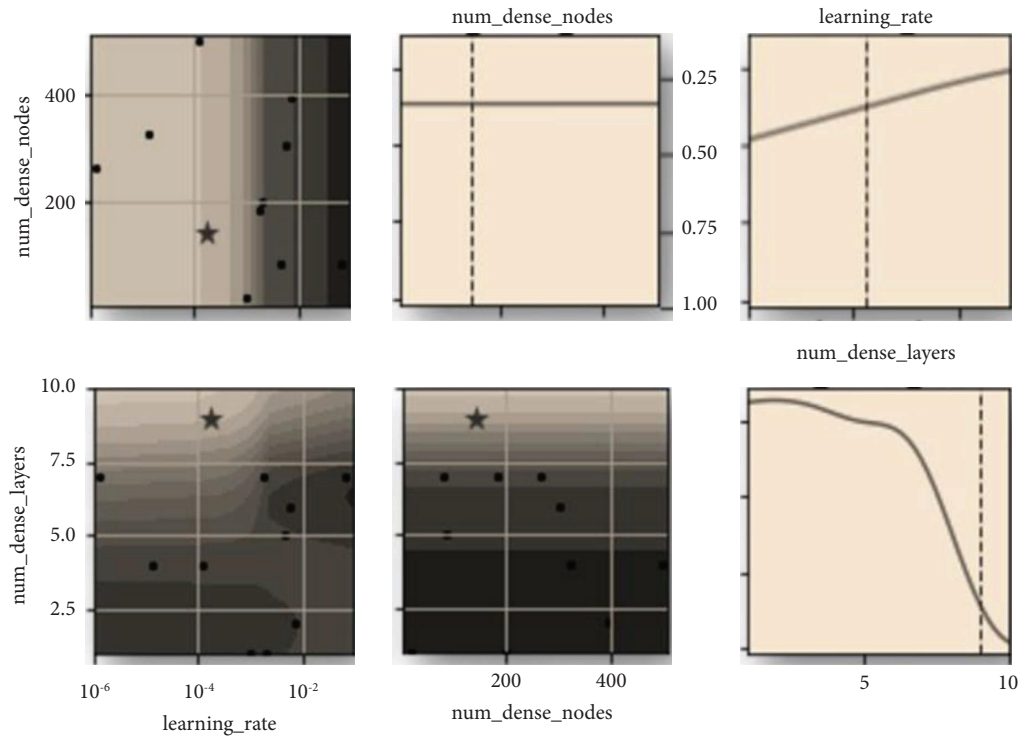 num_dense_nodes
learning_rate
num_dense_nodes
400
200
0.25
0.50
0.75
1.00
num_dense_layers
num_dense_layers
10.0
7.5
5.0
2.5
10-6
10-4
10-2
learning_rate
200
400
num_dense_nodes
5
10